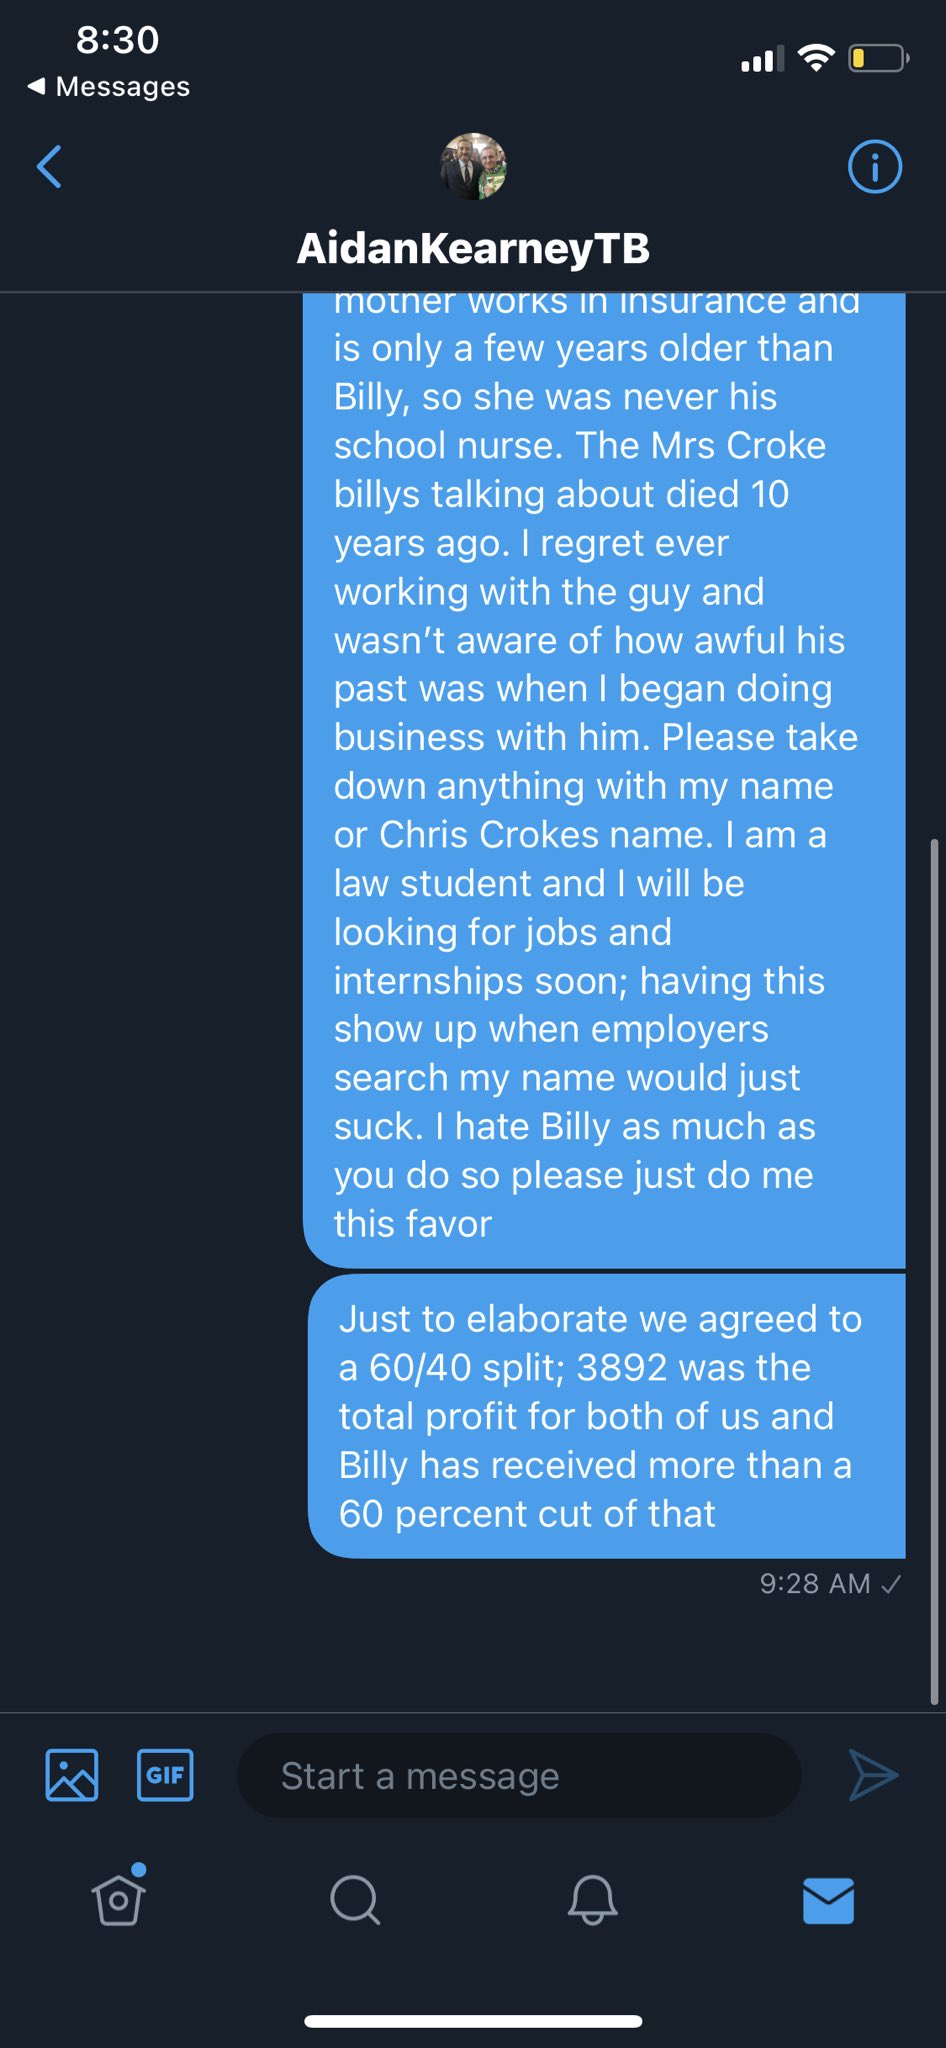 8:30
◀ Messages
AidanKearneyTB
mother works in insurance and
is only a few years older than
Billy, so she was never his
school nurse. The Mrs Croke
billys talking about died 10
years ago. I regret ever
working with the guy and
wasn’t aware of how awful his
past was when I began doing
business with him. Please take
down anything with my name
or Chris Crokes name. I am a
law student and I will be
looking for jobs and
internships soon; having this
show up when employers
search my name would just
suck. I hate Billy as much as
you do so please just do me
this favor
Just to elaborate we agreed to
a 60/40 split; 3892 was the
total profit for both of us and
Billy has received more than a
60 percent cut of that
9:28 AM ✓
GIF
Start a message